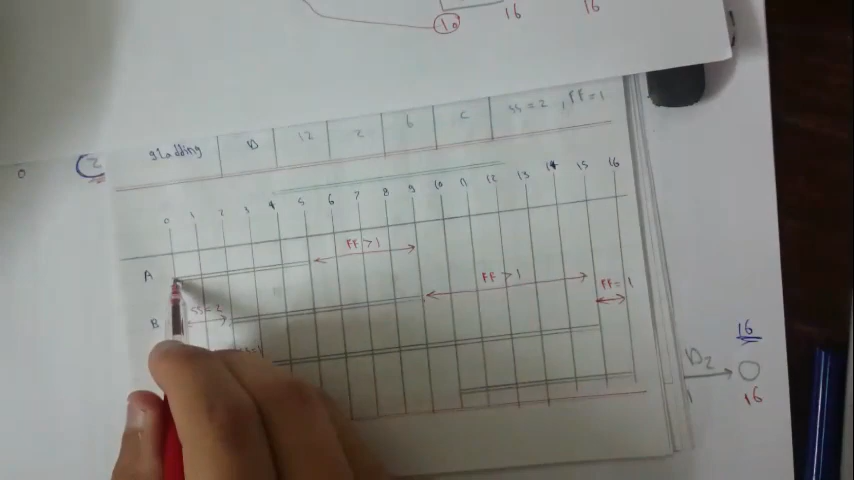 10 16 16
0 2 gladding D 12 2 6 C SS = 2 , FF = 1
0 1 2 3 4 5 6 7 8 9 10 11 12 13 14 15 16
A FF > 1
B SS = 2 FF > 1 FF = 1
16
D2
16